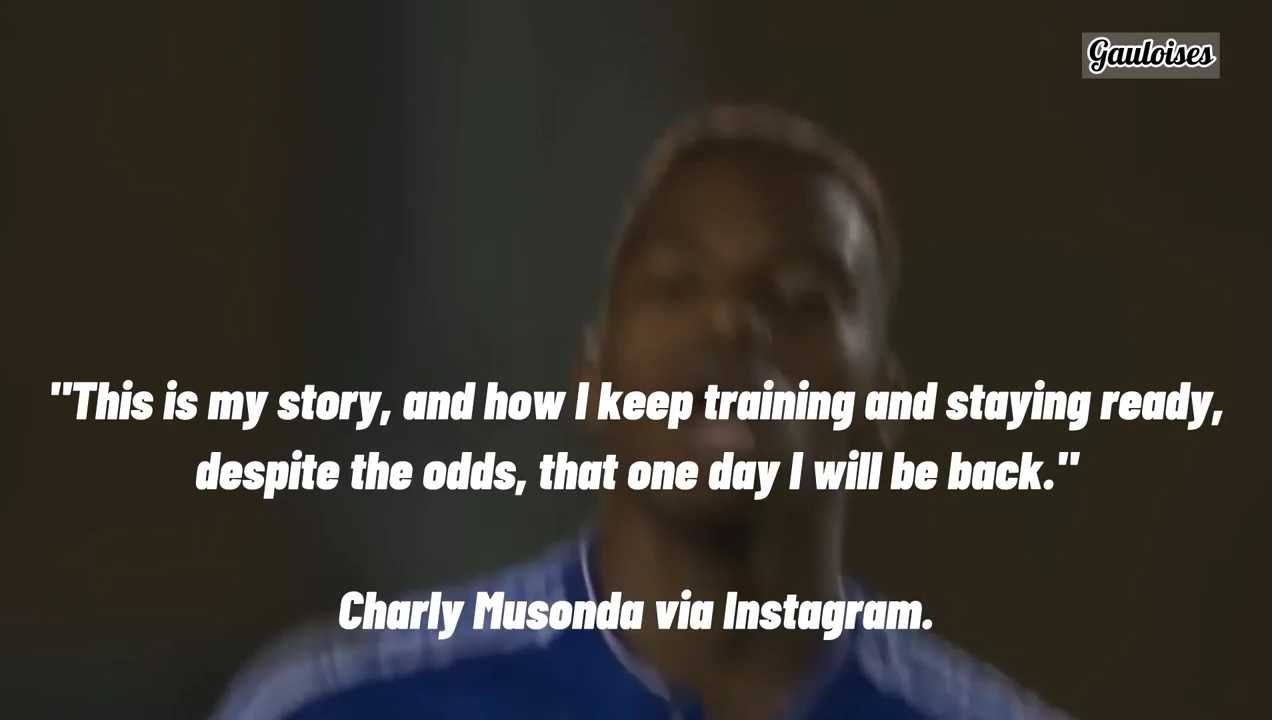 Gauloises
"This is my story, and how I keep training and staying ready,
despite the odds, that one day I will be back."
Charly Musonda via Instagram.